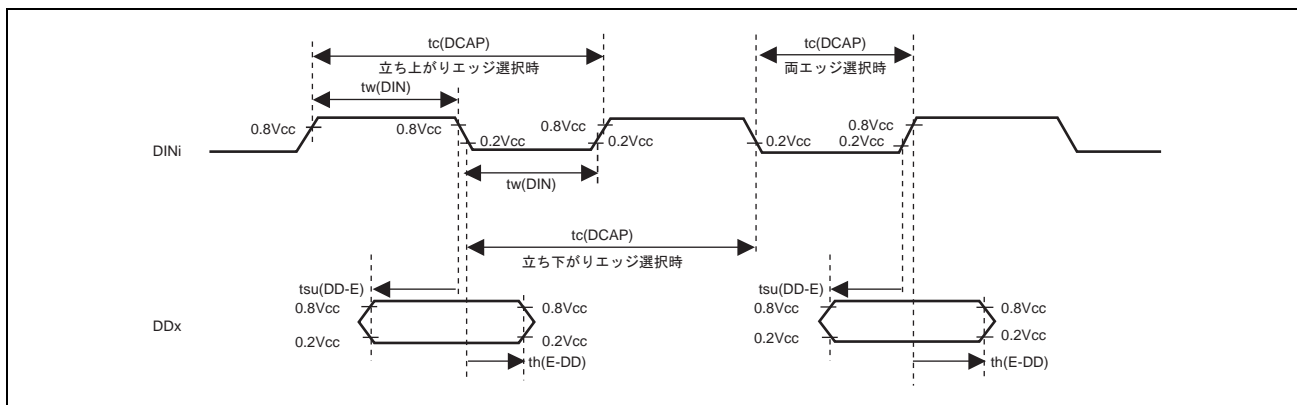 tc(DCAP)
立ち上がりエッジ選択時
tw(DIN)
tc(DCAP)
両エッジ選択時
DINi
0.8Vcc
0.8Vcc
0.2Vcc
0.8Vcc
0.2Vcc
0.2Vcc
0.8Vcc
0.2Vcc
tw(DIN)
tc(DCAP)
立ち下がりエッジ選択時
tsu(DD-E)
tsu(DD-E)
DDx
0.8Vcc
0.8Vcc
0.8Vcc
0.8Vcc
0.2Vcc
0.2Vcc
0.2Vcc
0.2Vcc
th(E-DD)
th(E-DD)